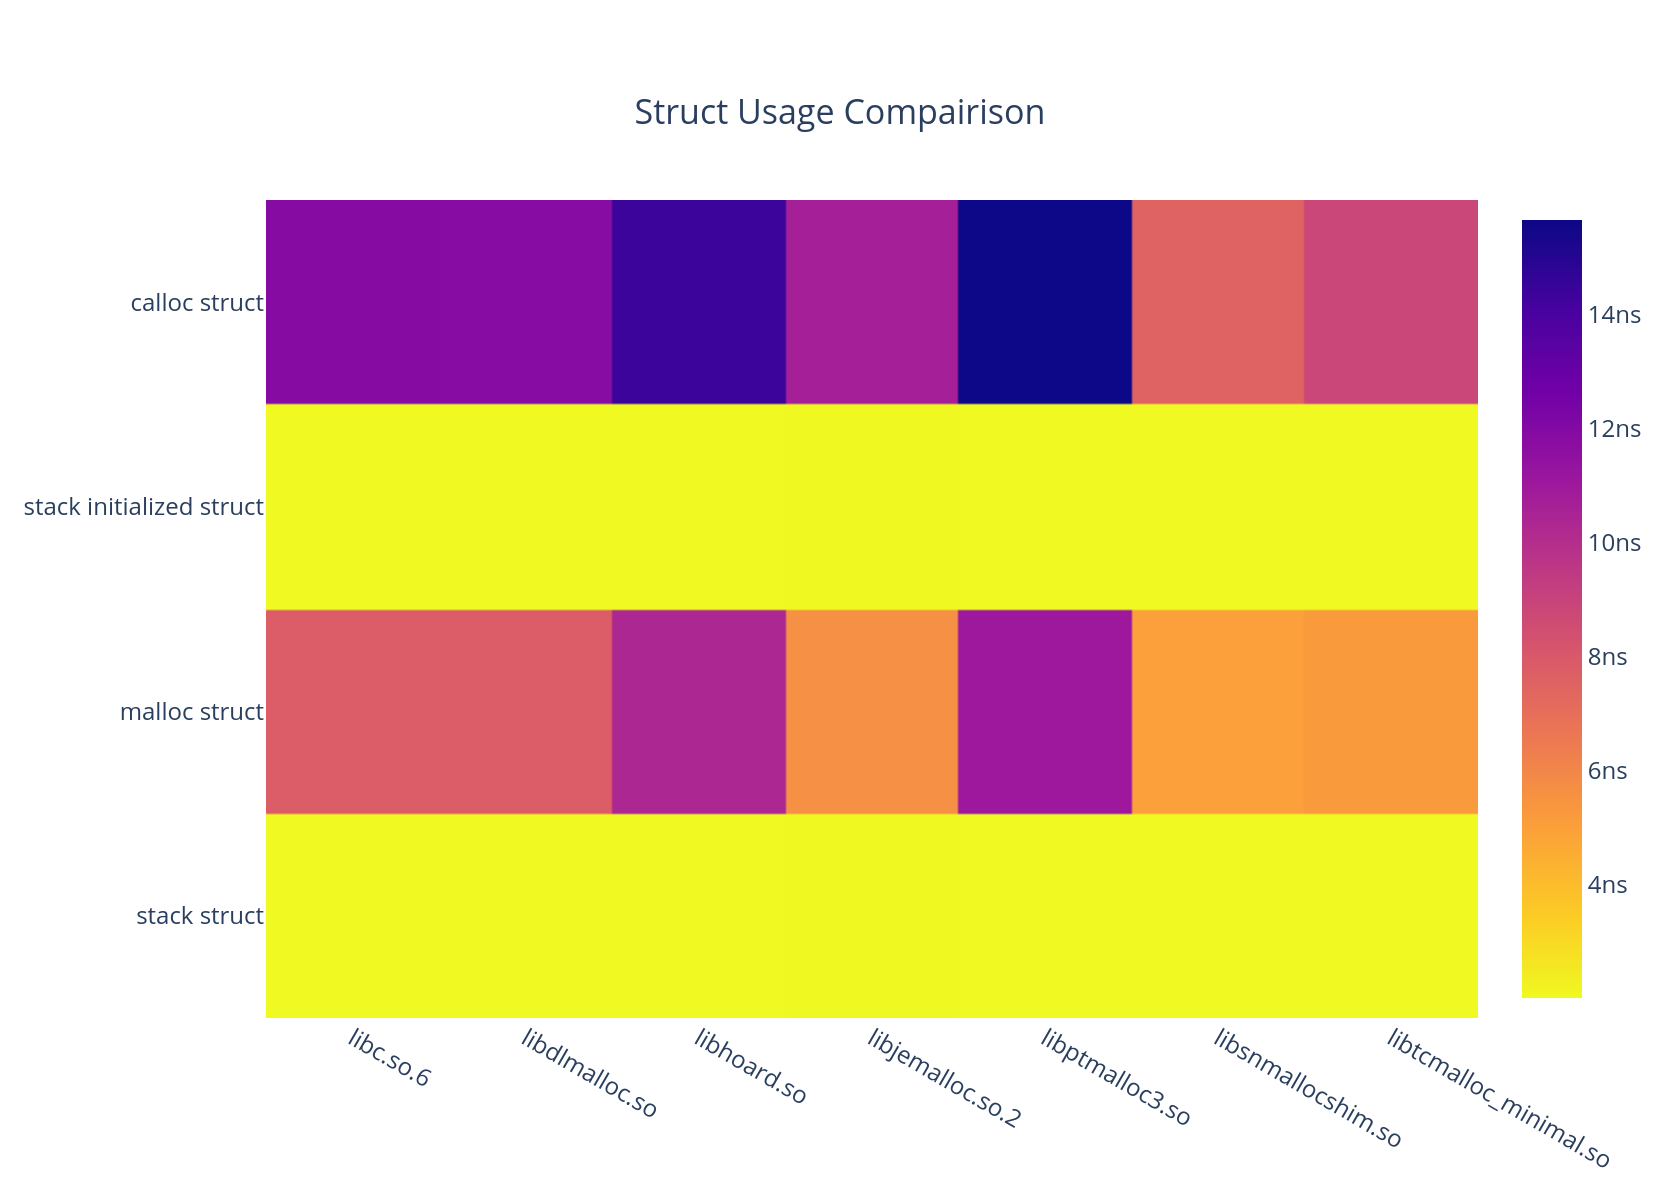 Struct Usage Compairison
calloc struct
stack initialized struct
malloc struct
stack struct
libc.so.6
libdlmalloc.so
libhoard.so
libjemalloc.so.2
libptmalloc3.so
libsnmallocshim.so
libtcmalloc_minimal.so
14ns
12ns
10ns
8ns
6ns
4ns